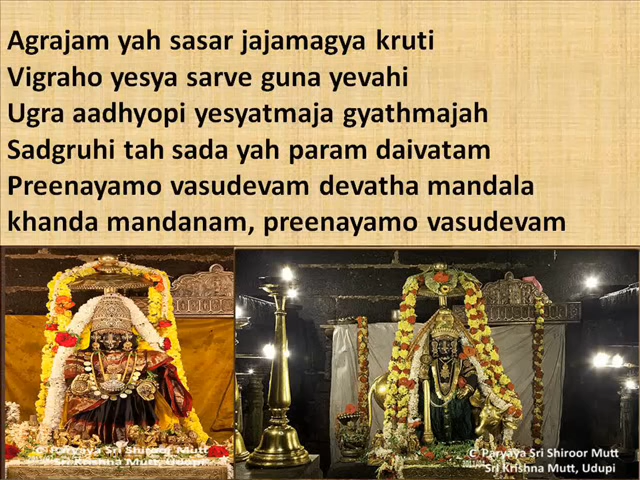 Agrajam yah sasar jajamagya kruti
Vigraho yesya sarve guna yevahi
Ugra aadhyopi yesyatmaja gyathmajah
Sadgruhi tah sada yah param daivatam
Preenayamo vasudevam devatha mandala
khanda mandanam, preenayamo vasudevam
C Paryaya Sri Shiroor Mutt
Sri Krishna Mutt, Udupi
C Paryaya Sri Shiroor Mutt
Sri Krishna Mutt, Udupi